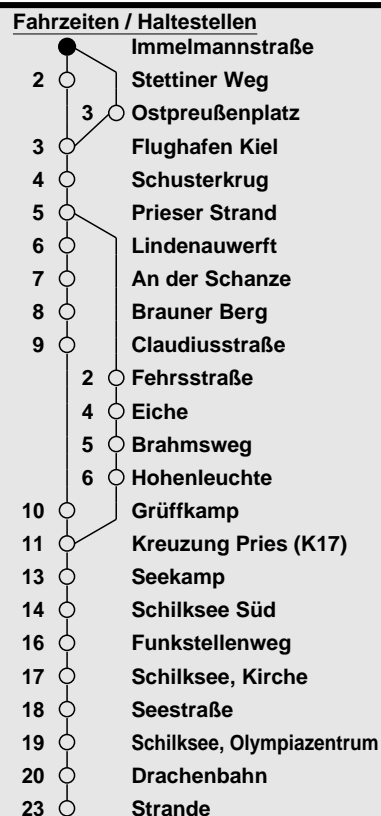 Fahrzeiten / Haltestellen
Immelmannstraße
2 Stettiner Weg
3 Ostpreußenplatz
3 Flughafen Kiel
4 Schusterkrug
5 Prieser Strand
6 Lindenauwerft
7 An der Schanze
8 Brauner Berg
9 Claudiusstraße
2 Fehrsstraße
4 Eiche
5 Brahmsweg
6 Hohenleuchte
10 Grüffkamp
11 Kreuzung Pries (K17)
13 Seekamp
14 Schilksee Süd
16 Funkstellenweg
17 Schilksee, Kirche
18 Seestraße
19 Schilksee, Olympiazentrum
20 Drachenbahn
23 Strande